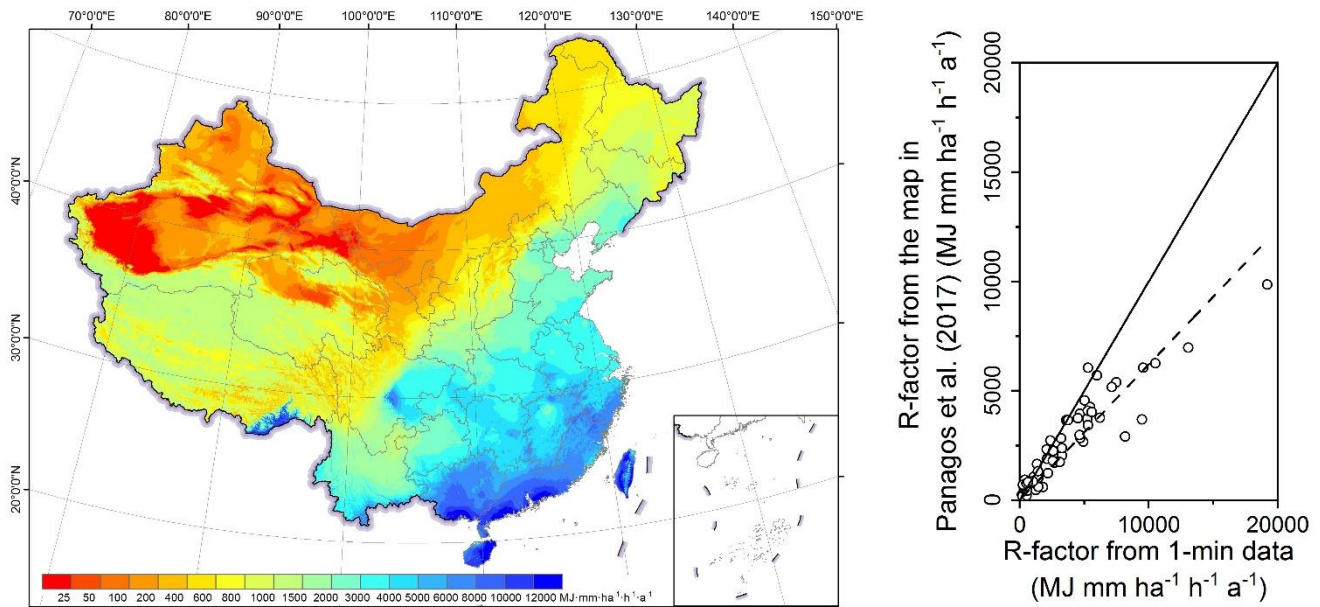 70°0'0"E 80°0'0"E 90°0'0"E 100°0'0"E 110°0'0"E 120°0'0"E 130°0'0"E 140°0'0"E 150°0'0"E
40°0'0"N
30°0'0"N
20°0'0"N
25 50 100 200 400 600 800 1000 1500 2000 3000 4000 5000 6000 8000 10000 12000 MJ·mm·ha⁻¹·h⁻¹·a⁻¹
R-factor from the map in
Panagos et al. (2017) (MJ mm ha⁻¹ h⁻¹ a⁻¹)
20000
15000
10000
5000
0
0 10000 20000
R-factor from 1-min data
(MJ mm ha⁻¹ h⁻¹ a⁻¹)